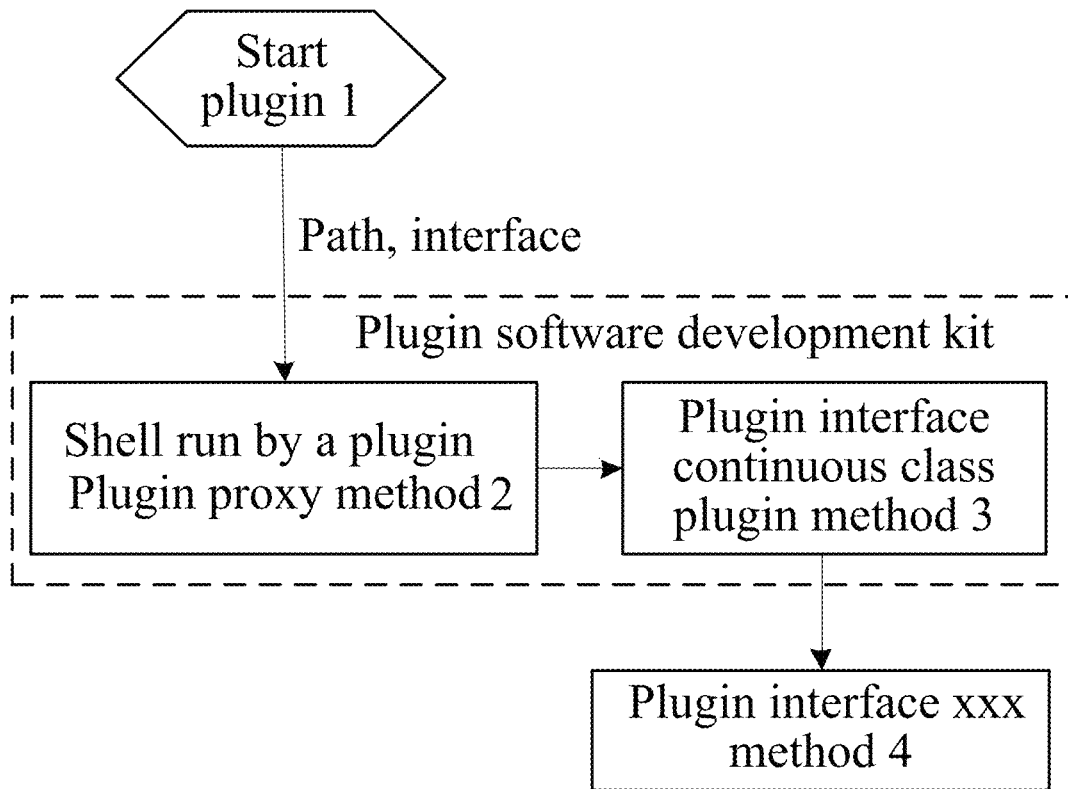 Start
plugin 1
Path, interface
Plugin software development kit
Shell run by a plugin
Plugin proxy method 2
Plugin interface
continuous class
plugin method 3
Plugin interface xxx
method 4